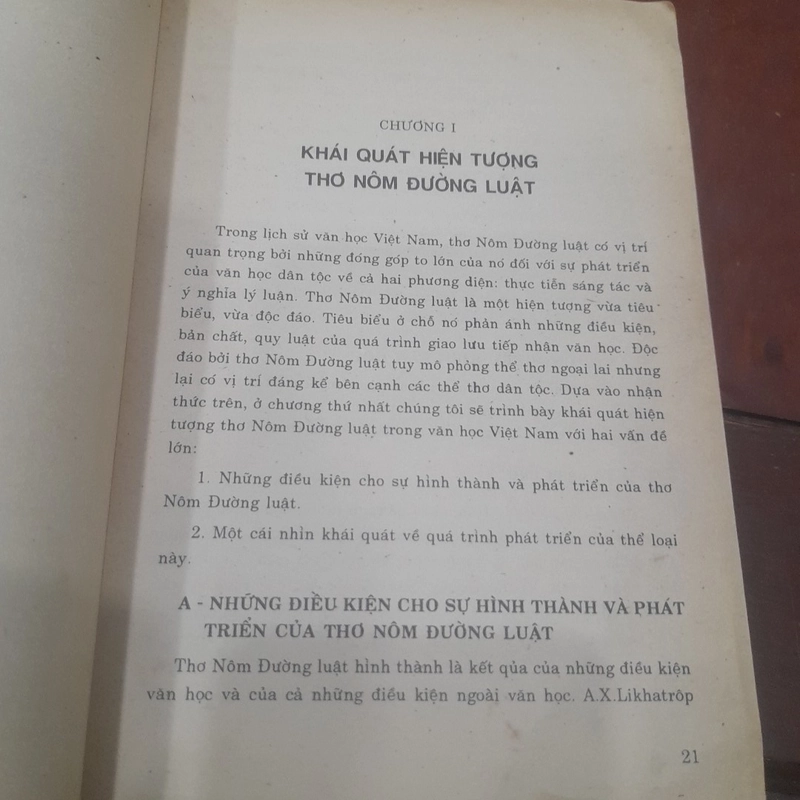 CHƯƠNG I
KHÁI QUÁT HIỆN TƯỢNG
THƠ NÔM ĐƯỜNG LUẬT
Trong lịch sử văn học Việt Nam, thơ Nôm Đường luật có vị trí
quan trọng bởi những đóng góp to lớn của nó đối với sự phát triển
của văn học dân tộc về cả hai phương diện: thực tiễn sáng tác và
ý nghĩa lý luận. Thơ Nôm Đường luật là một hiện tượng vừa tiêu
biểu, vừa độc đáo. Tiêu biểu ở chỗ nó phản ánh những điều kiện,
bản chất, quy luật của quá trình giao lưu tiếp nhận văn học. Độc
đáo bởi thơ Nôm Đường luật tuy mô phỏng thể thơ ngoại lai nhưng
lại có vị trí đáng kể bên cạnh các thể thơ dân tộc. Dựa vào nhận
thức trên, ở chương thứ nhất chúng tôi sẽ trình bày khái quát hiện
tượng thơ Nôm Đường luật trong văn học Việt Nam với hai vấn đề
lớn:
1. Những điều kiện cho sự hình thành và phát triển của thơ
Nôm Đường luật.
2. Một cái nhìn khái quát về quá trình phát triển của thể loại
này.
A - NHỮNG ĐIỀU KIỆN CHO SỰ HÌNH THÀNH VÀ PHÁT
TRIỂN CỦA THƠ NÔM ĐƯỜNG LUẬT
Thơ Nôm Đường luật hình thành là kết qủa của những điều kiện
văn học và của cả những điều kiện ngoài văn học. A.X.Likhatrôp
21